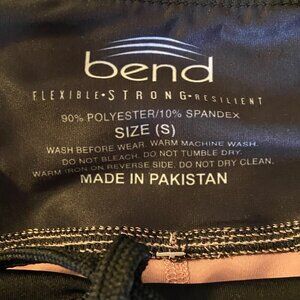 bend
FLEXIBLE•STRONG•RESILIENT
90% POLYESTER/10% SPANDEX
SIZE (S)
WASH BEFORE WEAR. WARM MACHINE WASH.
DO NOT BLEACH. DO NOT TUMBLE DRY.
WARM IRON ON REVERSE SIDE. DO NOT DRY CLEAN.
MADE IN PAKISTAN